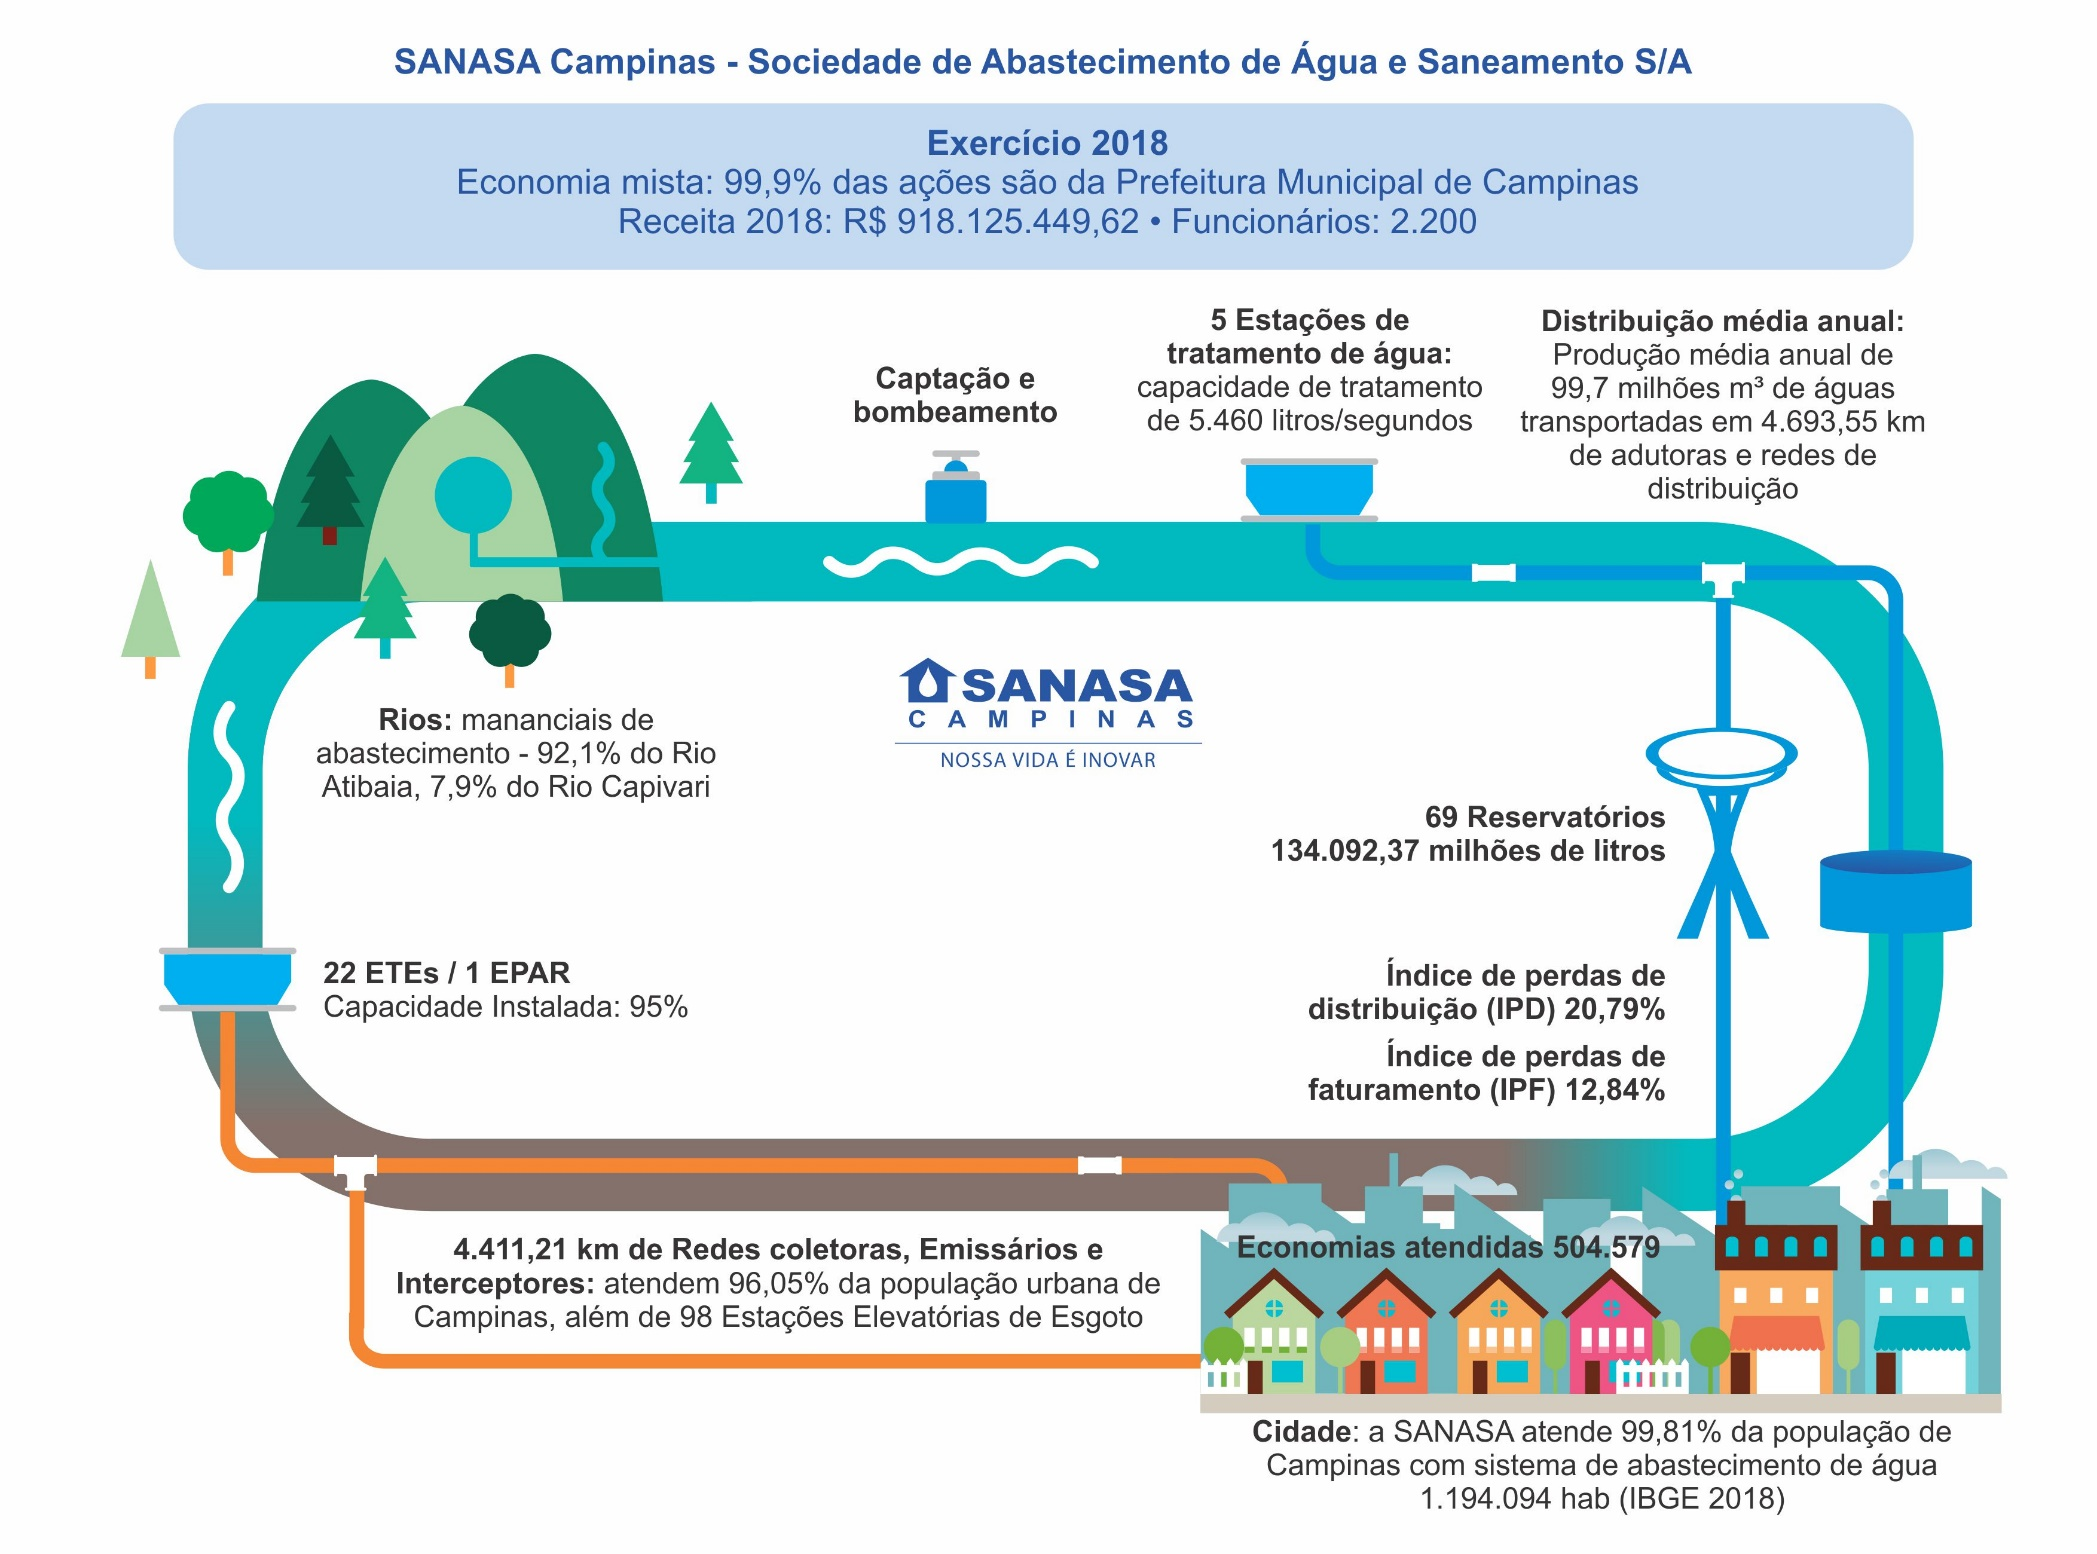 SANASA Campinas - Sociedade de Abastecimento de Água e Saneamento S/A
Exercício 2018
Economia mista: 99,9% das ações são da Prefeitura Municipal de Campinas
Receita 2018: R$ 918.125.449,62 • Funcionários: 2.200
Captação e
bombeamento
5 Estações de
tratamento de água:
capacidade de tratamento
de 5.460 litros/segundos
Distribuição média anual:
Produção média anual de
99,7 milhões m³ de águas
transportadas em 4.693,55 km
de adutoras e redes de
distribuição
Rios: mananciais de
abastecimento - 92,1% do Rio
Atibaia, 7,9% do Rio Capivari
SANASA
CAMPINAS
NOSSA VIDA É INOVAR
69 Reservatórios
134.092,37 milhões de litros
22 ETEs / 1 EPAR
Capacidade Instalada: 95%
Índice de perdas de
distribuição (IPD) 20,79%
Índice de perdas de
faturamento (IPF) 12,84%
4.411,21 km de Redes coletoras, Emissários e
Interceptores: atendem 96,05% da população urbana de
Campinas, além de 98 Estações Elevatórias de Esgoto
Economias atendidas 504.579
Cidade: a SANASA atende 99,81% da população de
Campinas com sistema de abastecimento de água
1.194.094 hab (IBGE 2018)